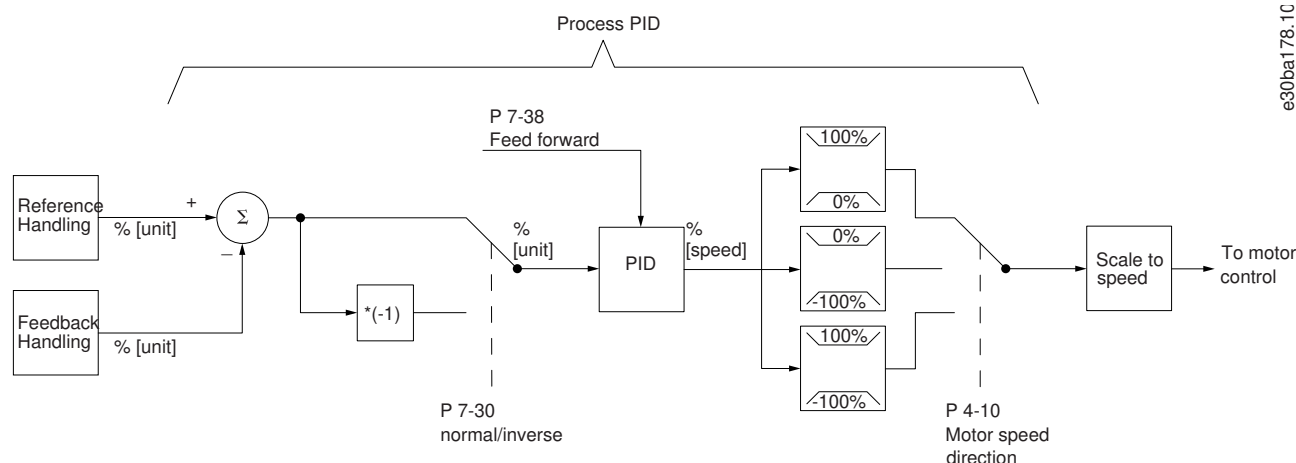 Process PID
e30ba178.10
P 7-38
Feed forward
100%
0%
Reference
Handling
+
% [unit]
Σ
_
%
[unit]
PID
%
[speed]
0%
-100%
Scale to
speed
To motor
control
Feedback
Handling
% [unit]
*(-1)
100%
-100%
P 7-30
normal/inverse
P 4-10
Motor speed
direction